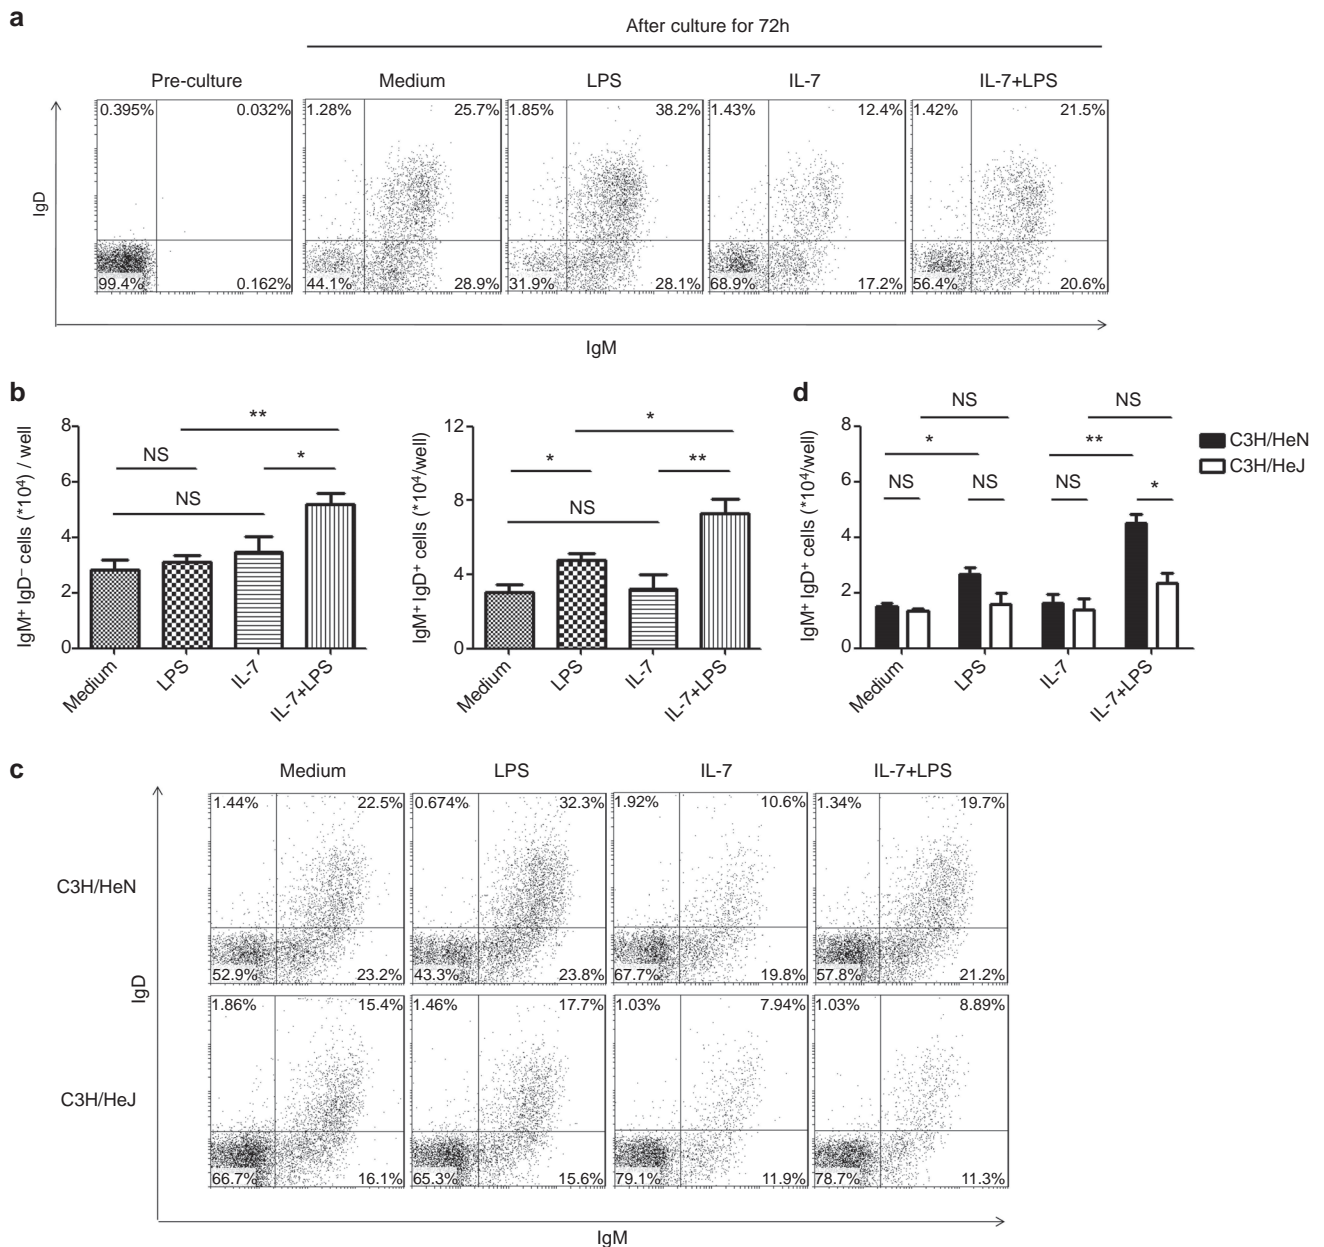 a
After culture for 72h
Pre-culture Medium LPS IL-7 IL-7+LPS
0.395% 0.032% 1.28% 25.7% 1.85% 38.2% 1.43% 12.4% 1.42% 21.5%
IgD
99.4% 0.162% 44.1% 28.9% 31.9% 28.1% 68.9% 17.2% 56.4% 20.6%
IgM
b
IgM+ IgD− cells (*10⁴) / well
8
6
4
2
0
**
NS
*
NS
Medium LPS IL-7 IL-7+LPS
IgM+ IgD+ cells (*10⁴/well)
12
8
4
0
*
*
**
NS
Medium LPS IL-7 IL-7+LPS
d
IgM+ IgD+ cells (*10⁴/well)
8
6
4
2
0
NS NS
* **
NS NS NS *
Medium LPS IL-7 IL-7+LPS
C3H/HeN
C3H/HeJ
c
Medium LPS IL-7 IL-7+LPS
1.44% 22.5% 0.674% 32.3% 1.92% 10.6% 1.34% 19.7%
C3H/HeN
52.9% 23.2% 43.3% 23.8% 67.7% 19.8% 57.8% 21.2%
IgD
1.86% 15.4% 1.46% 17.7% 1.03% 7.94% 1.03% 8.89%
C3H/HeJ
66.7% 16.1% 65.3% 15.6% 79.1% 11.9% 78.7% 11.3%
IgM